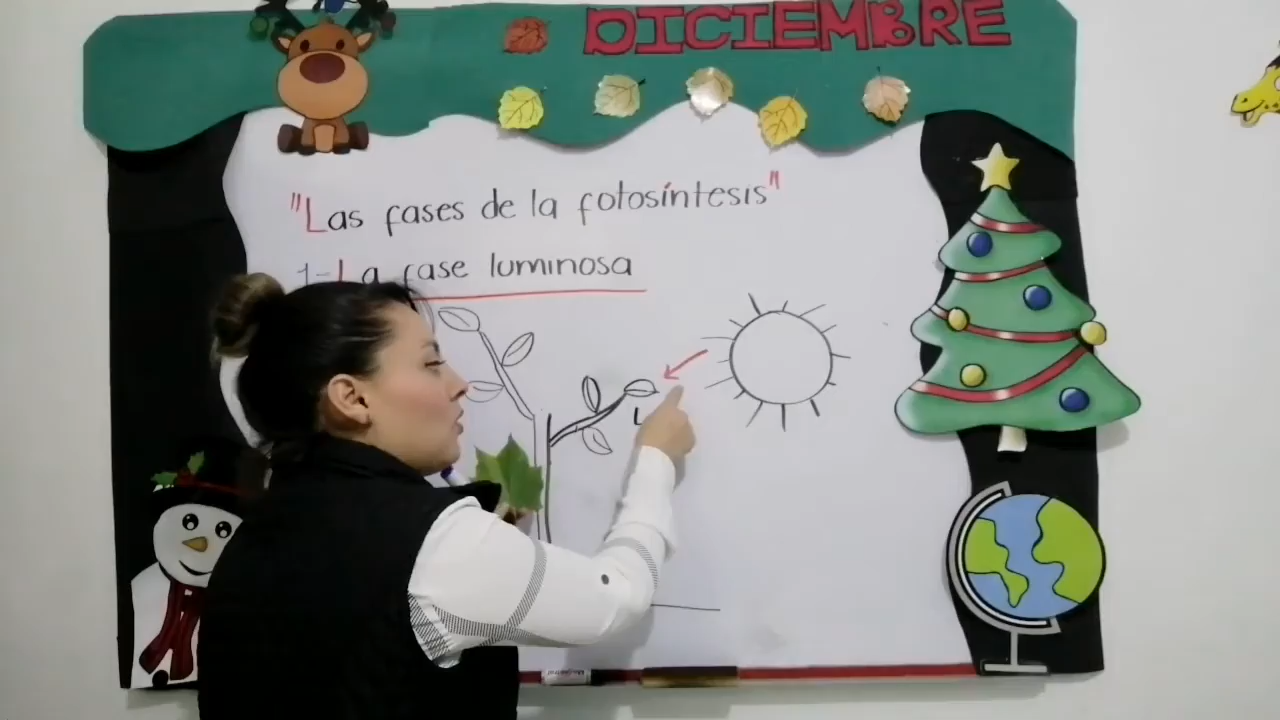 DICIEMBRE
"Las fases de la fotosíntesis"
1-La fase luminosa
L